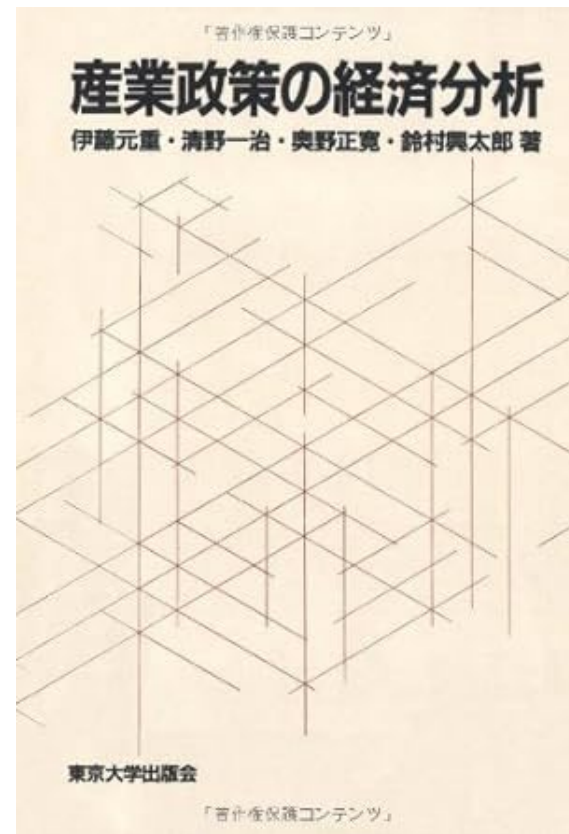 「著作権保護コンテンツ」
産業政策の経済分析
伊藤元重・清野一治・奥野正寛・鈴村興太郎 著
東京大学出版会
「著作権保護コンテンツ」